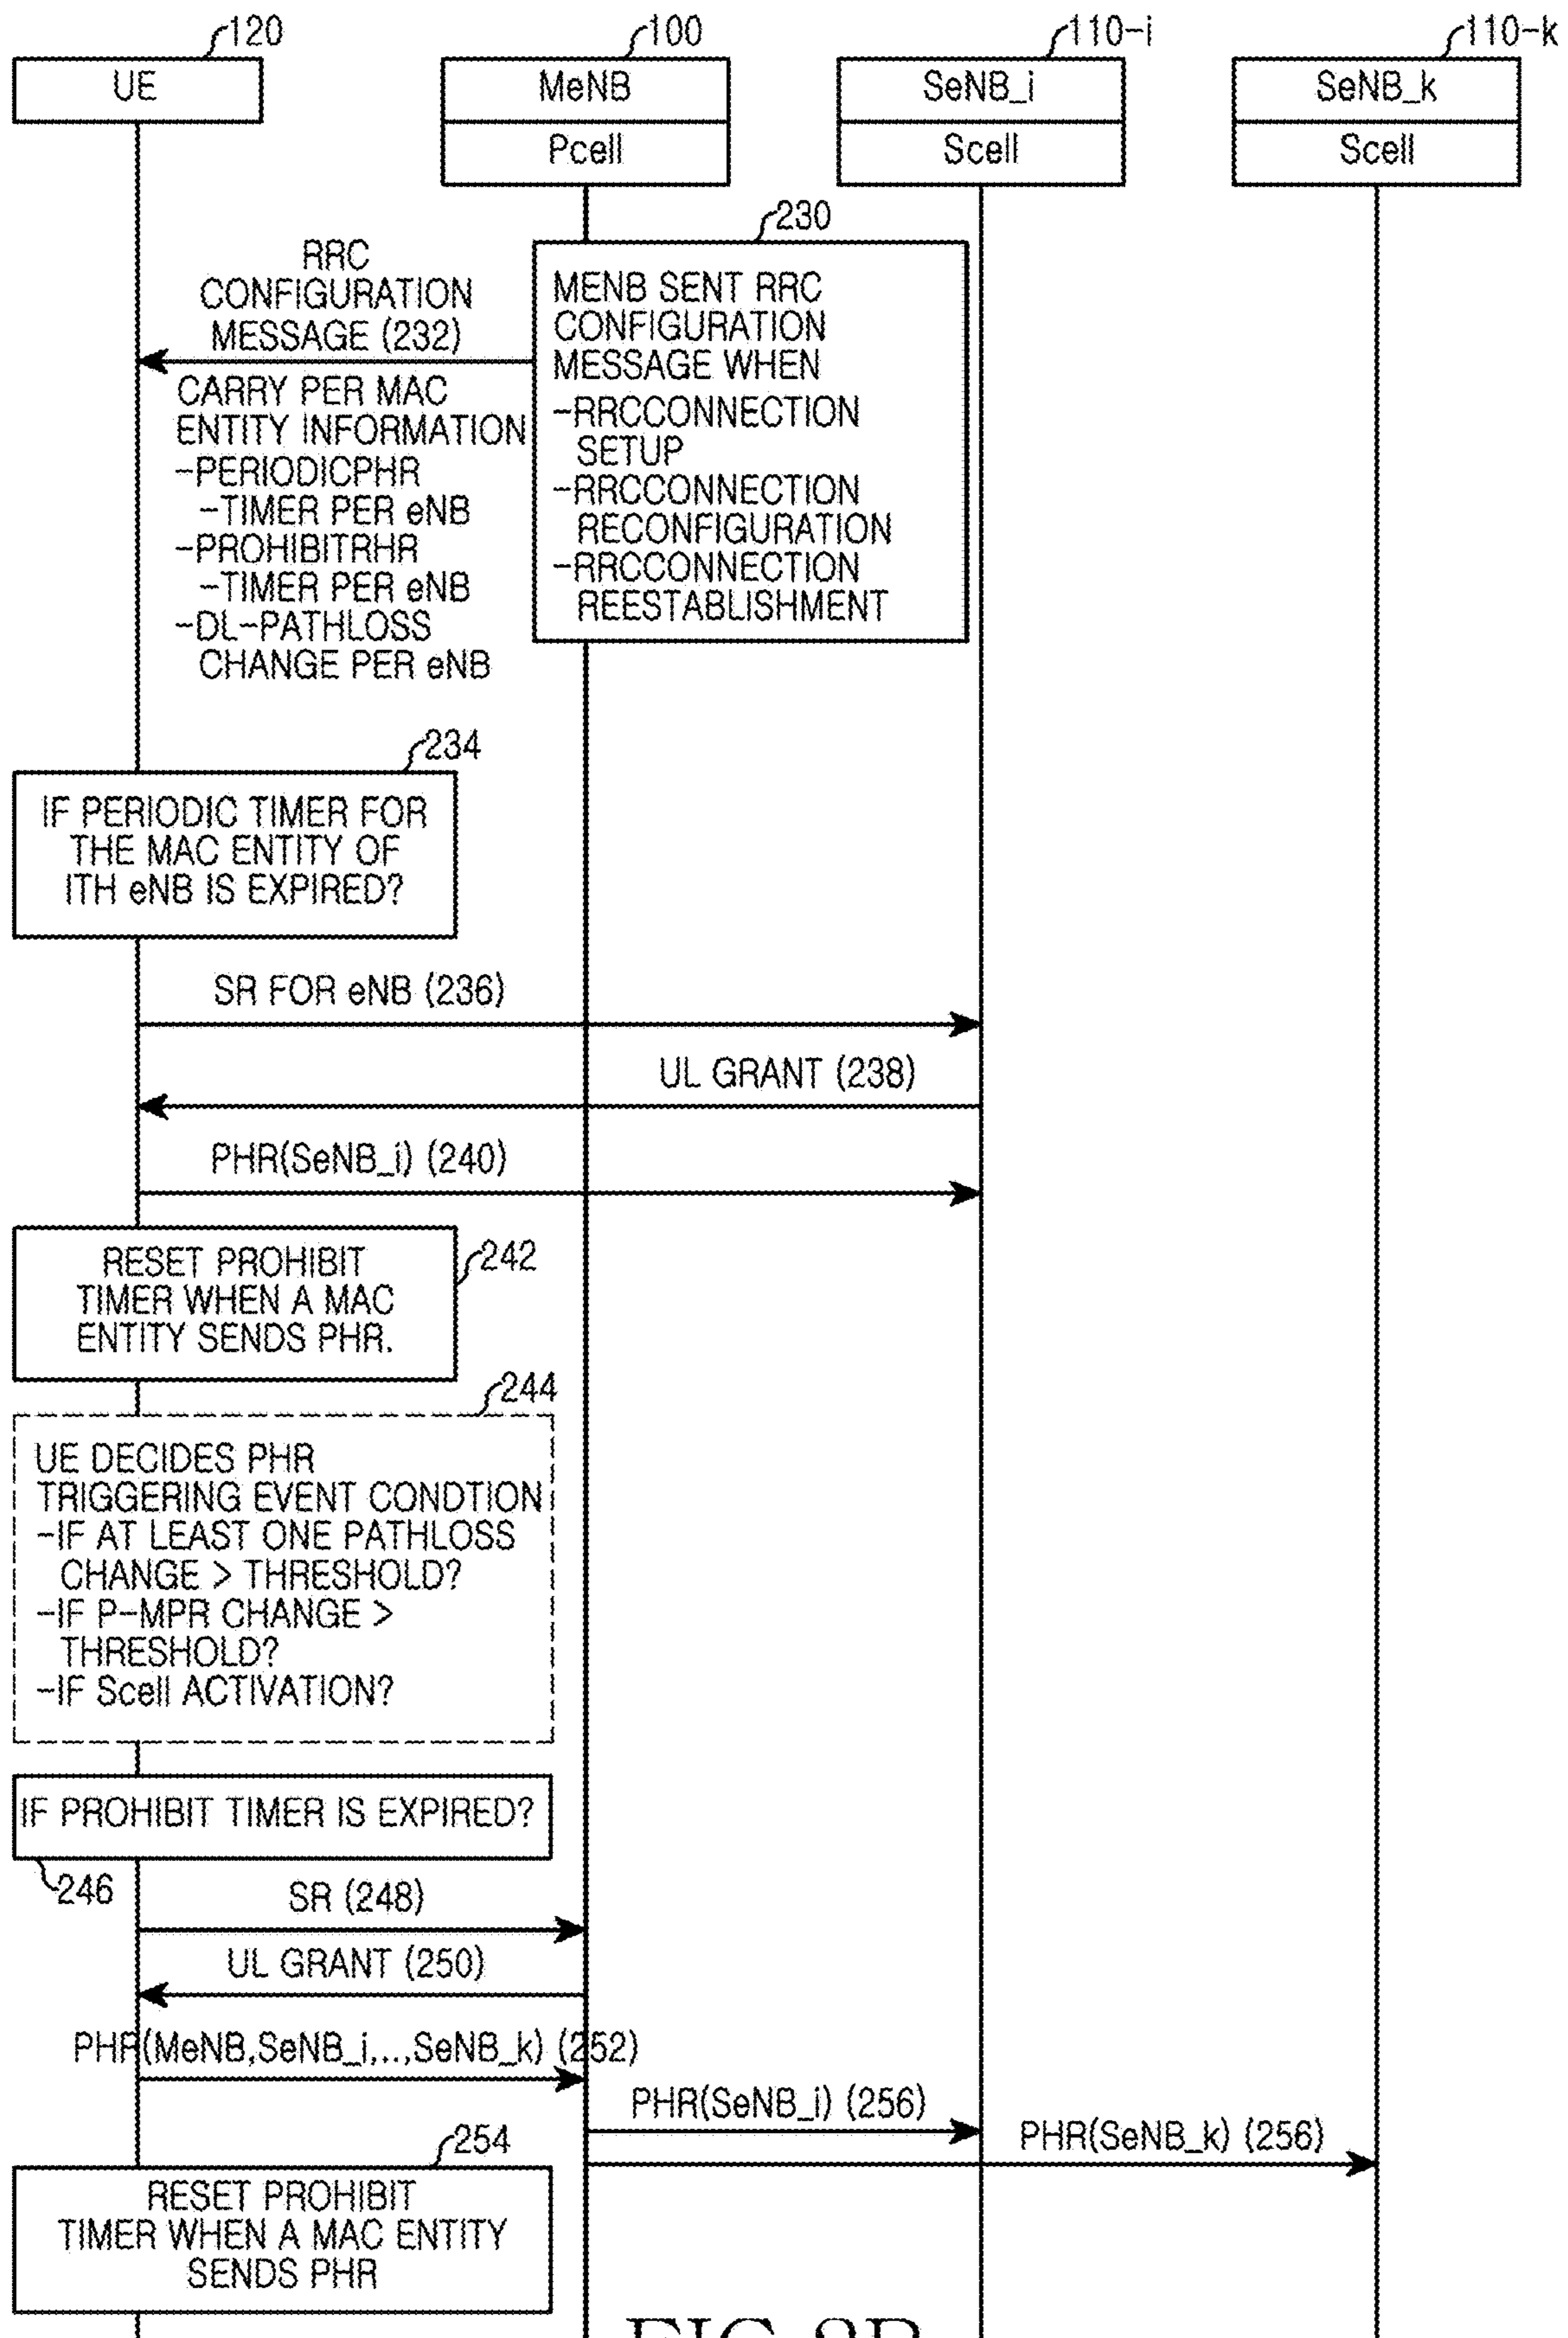 120
100
110-i
110-k
UE
MeNB
SeNB_i
SeNB_k
Pcell
Scell
Scell
230
RRC
CONFIGURATION
MESSAGE (232)
CARRY PER MAC
ENTITY INFORMATION
-PERIODICPHR
-TIMER PER eNB
-PROHIBITRHR
-TIMER PER eNB
-DL-PATHLOSS
CHANGE PER eNB
MENB SENT RRC
CONFIGURATION
MESSAGE WHEN
-RRCCONNECTION
SETUP
-RRCCONNECTION
RECONFIGURATION
-RRCCONNECTION
REESTABLISHMENT
234
IF PERIODIC TIMER FOR
THE MAC ENTITY OF
ITH eNB IS EXPIRED?
SR FOR eNB (236)
UL GRANT (238)
PHR(SeNB_i) (240)
242
RESET PROHIBIT
TIMER WHEN A MAC
ENTITY SENDS PHR.
244
UE DECIDES PHR
TRIGGERING EVENT CONDTION
-IF AT LEAST ONE PATHLOSS
CHANGE > THRESHOLD?
-IF P-MPR CHANGE >
THRESHOLD?
-IF Scell ACTIVATION?
IF PROHIBIT TIMER IS EXPIRED?
246
SR (248)
UL GRANT (250)
PHR(MeNB,SeNB_i,..,SeNB_k) (252)
PHR(SeNB_i) (256)
PHR(SeNB_k) (256)
254
RESET PROHIBIT
TIMER WHEN A MAC ENTITY
SENDS PHR